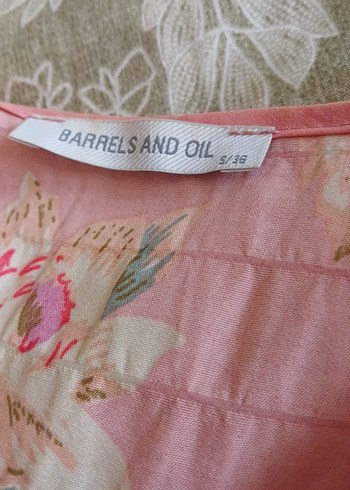 BARRELS AND OIL
S/36